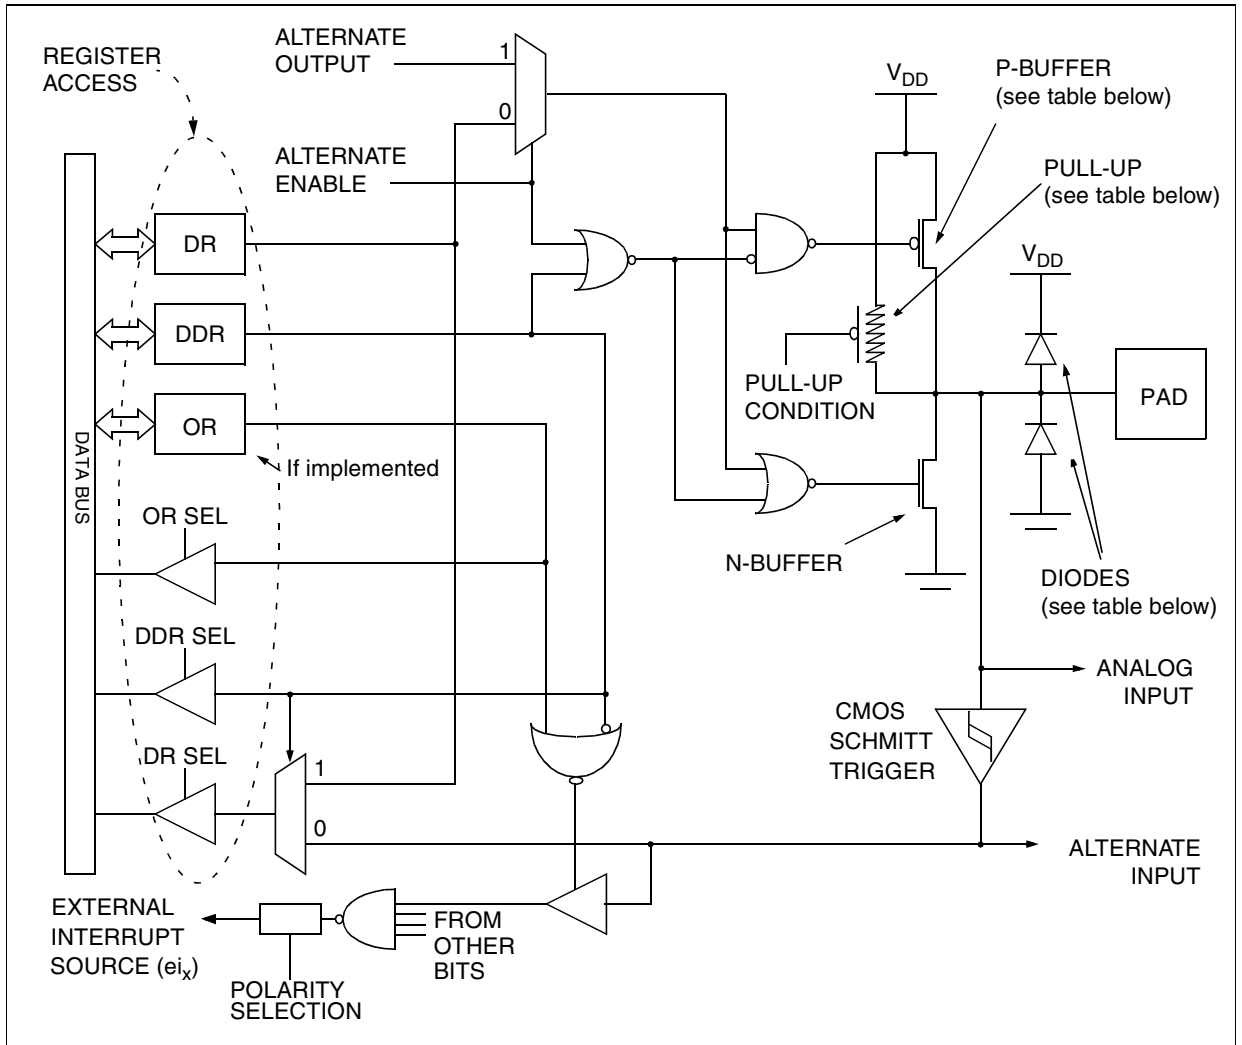 REGISTER
ACCESS
ALTERNATE
OUTPUT
1
0
ALTERNATE
ENABLE
VDD
P-BUFFER
(see table below)
PULL-UP
(see table below)
VDD
DR
DDR
OR
If implemented
DATA BUS
PULL-UP
CONDITION
PAD
OR SEL
N-BUFFER
DIODES
(see table below)
DDR SEL
ANALOG
INPUT
CMOS
SCHMITT
TRIGGER
DR SEL
1
0
ALTERNATE
INPUT
EXTERNAL
INTERRUPT
SOURCE (eix)
FROM
OTHER
BITS
POLARITY
SELECTION